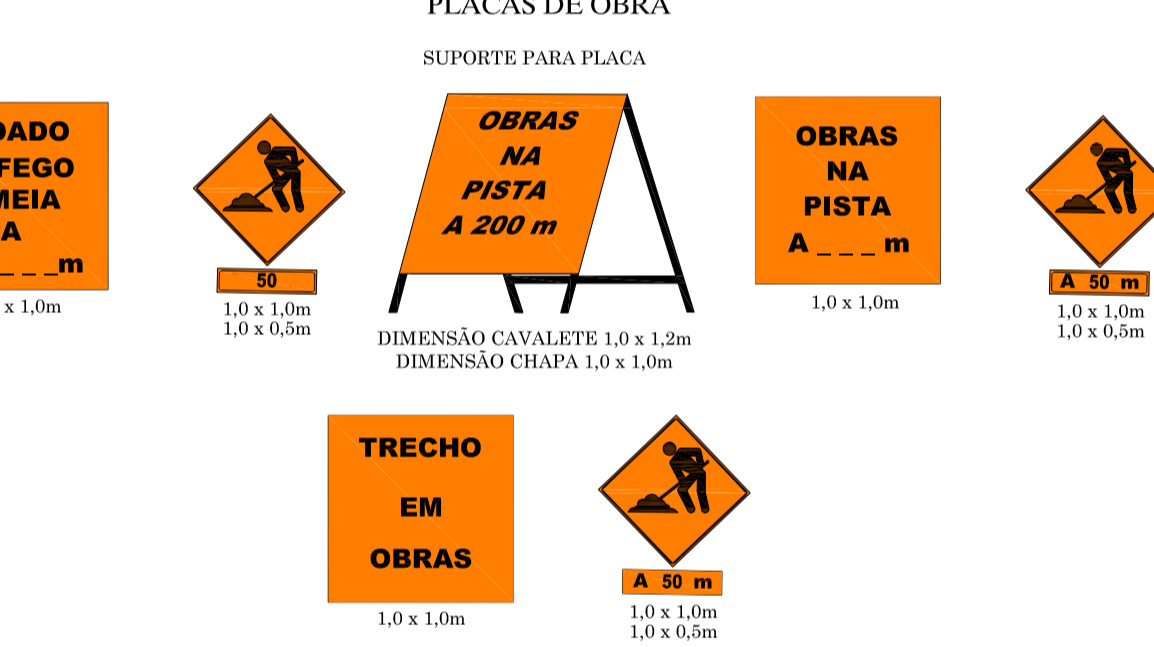 PLACAS DE OBRA
SUPORTE PARA PLACA
DADO
FEGO
MEIA
A
_ _ _m
x 1,0m
50
1,0 x 1,0m
1,0 x 0,5m
OBRAS
NA
PISTA
A 200 m
DIMENSÃO CAVALETE 1,0 x 1,2m
DIMENSÃO CHAPA 1,0 x 1,0m
OBRAS
NA
PISTA
A _ _ _ m
1,0 x 1,0m
A 50 m
1,0 x 1,0m
1,0 x 0,5m
TRECHO
EM
OBRAS
1,0 x 1,0m
A 50 m
1,0 x 1,0m
1,0 x 0,5m